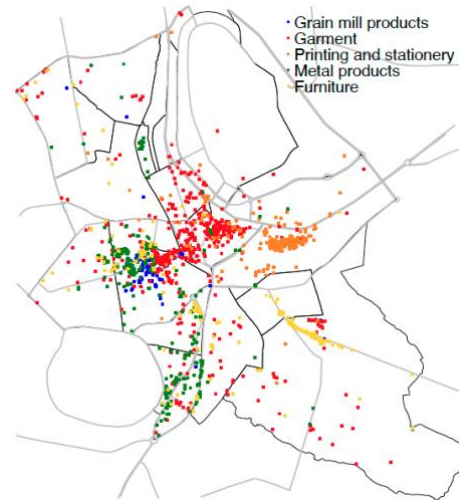 Grain mill products
Garment
Printing and stationery
Metal products
Furniture